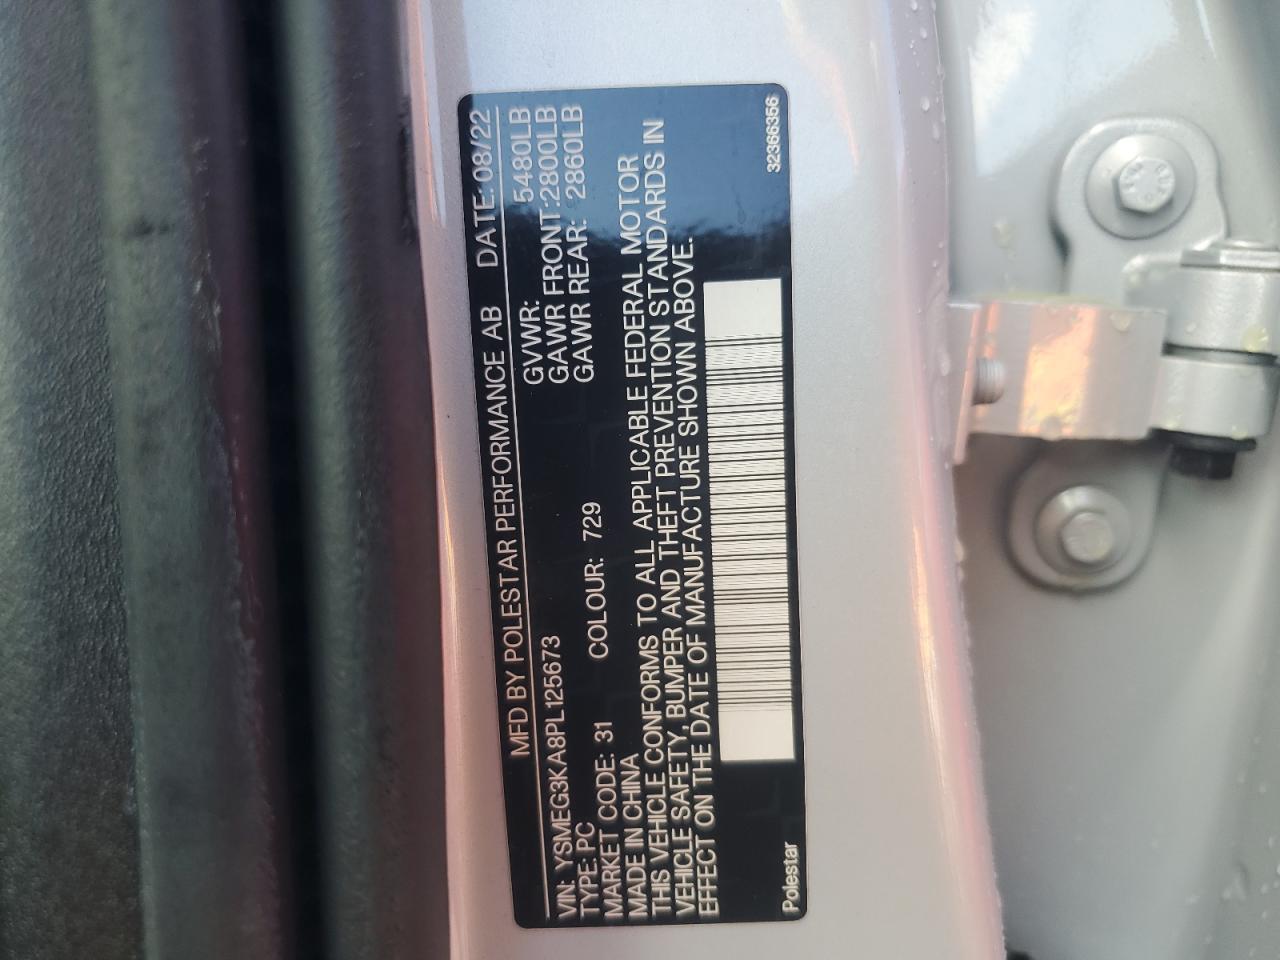 MFD BY POLESTAR PERFORMANCE AB DATE: 08/22
VIN: YSMEG3KA8PL125673 GVWR: 5480LB
TYPE: PC GAWR FRONT:2800LB
MARKET CODE: 31 COLOUR: 729 GAWR REAR: 2860LB
MADE IN CHINA
THIS VEHICLE CONFORMS TO ALL APPLICABLE FEDERAL MOTOR
VEHICLE SAFETY, BUMPER AND THEFT PREVENTION STANDARDS IN
EFFECT ON THE DATE OF MANUFACTURE SHOWN ABOVE.
Polestar 32366356